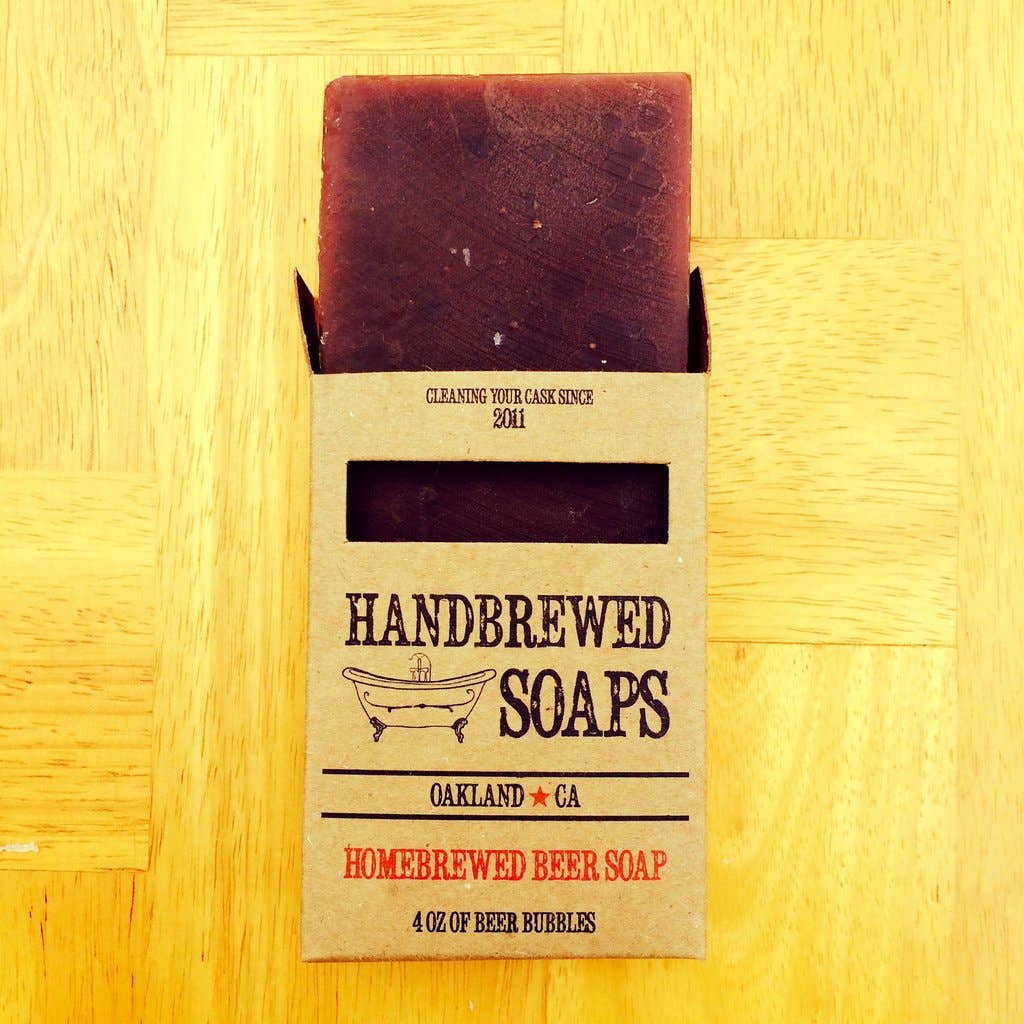 CLEANING YOUR CASK SINCE
2011
HANDBREWED
SOAPS
OAKLAND ★ CA
HOMEBREWED BEER SOAP
4 OZ OF BEER BUBBLES